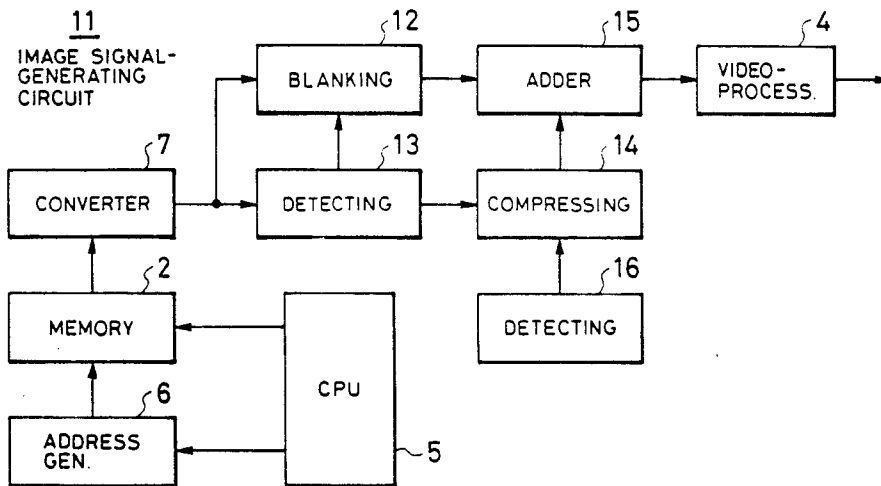 11
IMAGE SIGNAL-
GENERATING
CIRCUIT
12
BLANKING
15
ADDER
4
VIDEO-
PROCESS.
7
CONVERTER
13
DETECTING
14
COMPRESSING
2
MEMORY
16
DETECTING
CPU
5
6
ADDRESS
GEN.